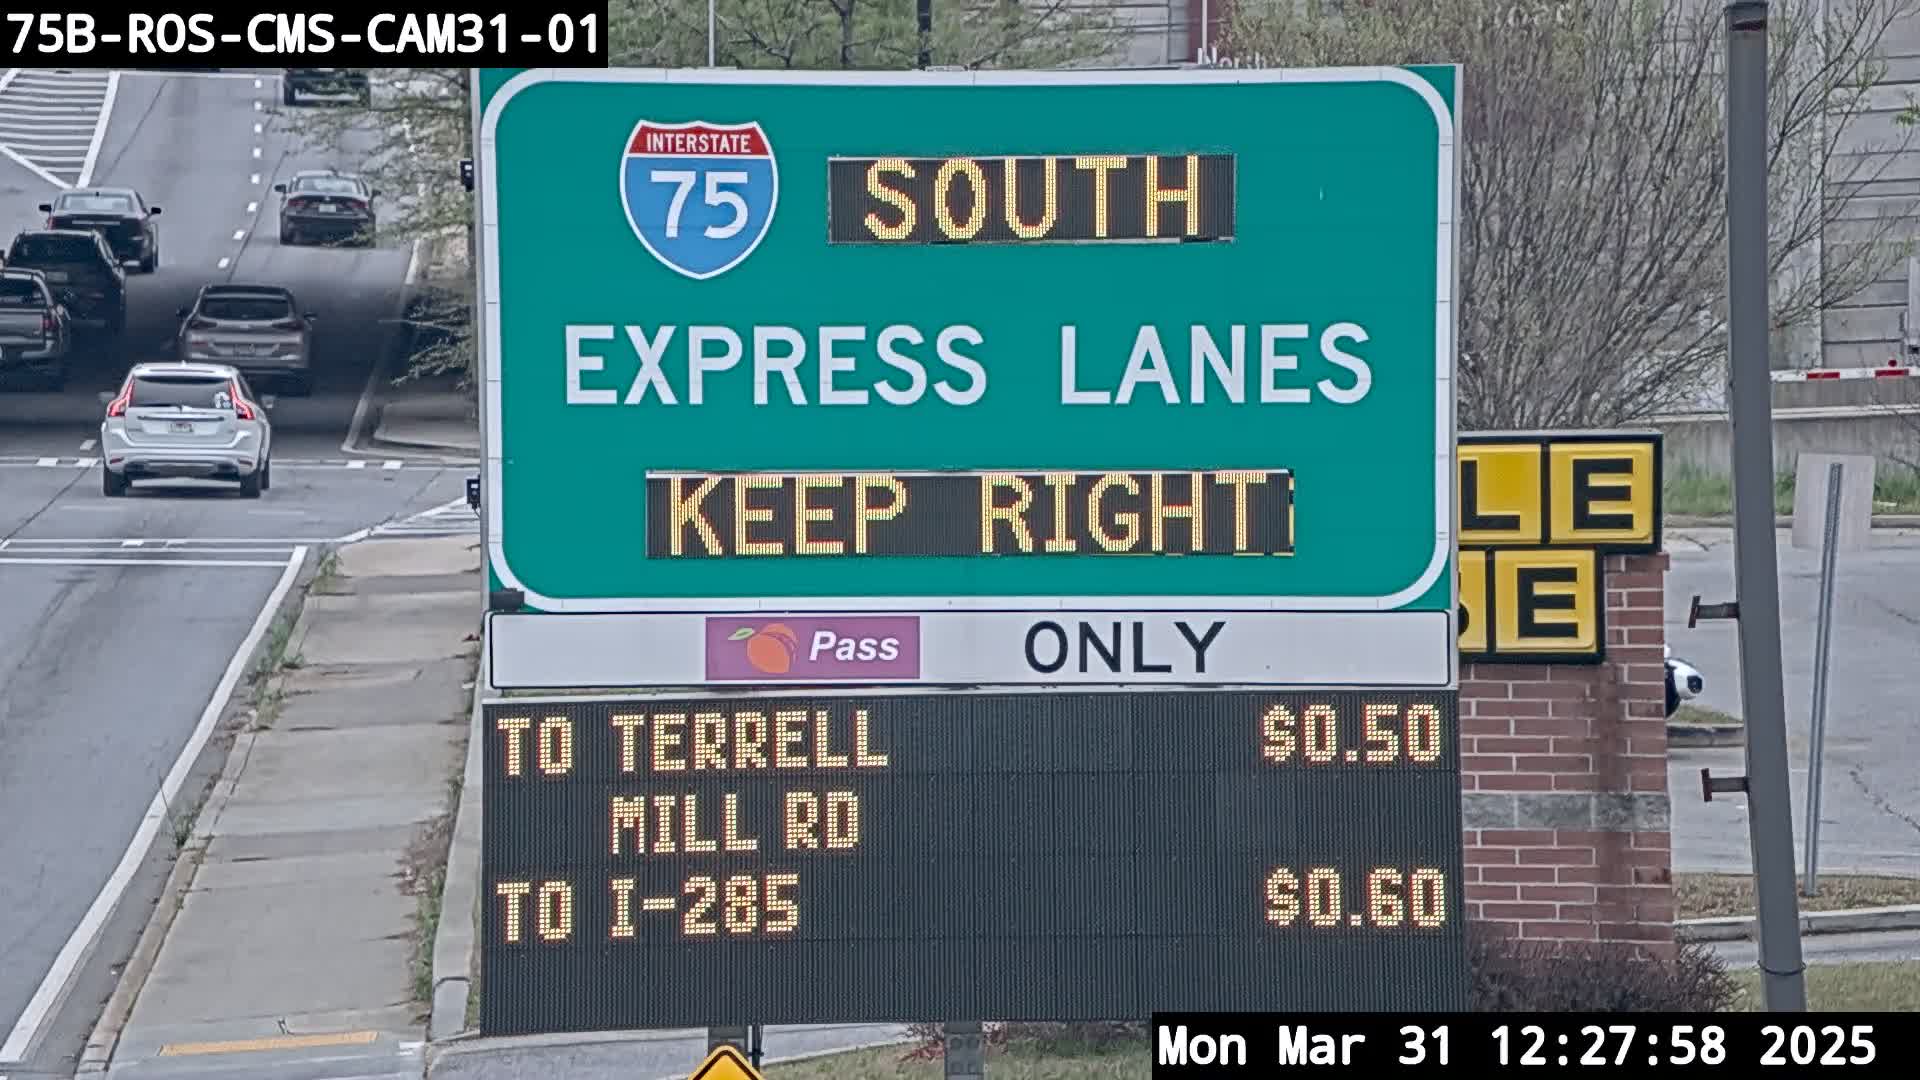 75B-ROS-CMS-CAM31-01
INTERSTATE
75
SOUTH
EXPRESS LANES
KEEP RIGHT
LE
E
Pass ONLY
TO TERRELL $0.50
MILL RD
TO I-285 $0.60
Mon Mar 31 12:27:58 2025